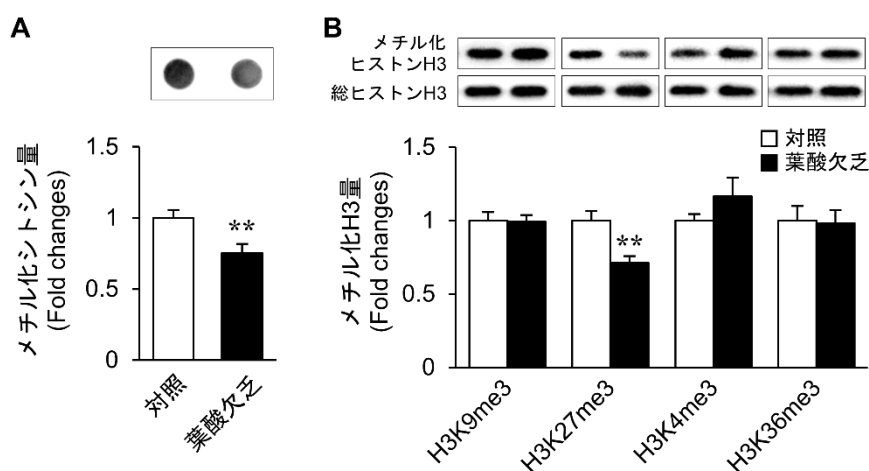 A
1.5
1
0.5
0
メチル化シトシン量
(Fold changes)
**
対照
葉酸欠乏
B
メチル化
ヒストンH3
総ヒストンH3
対照
葉酸欠乏
1.5
1
0.5
0
メチル化H3量
(Fold changes)
**
H3K9me3
H3K27me3
H3K4me3
H3K36me3